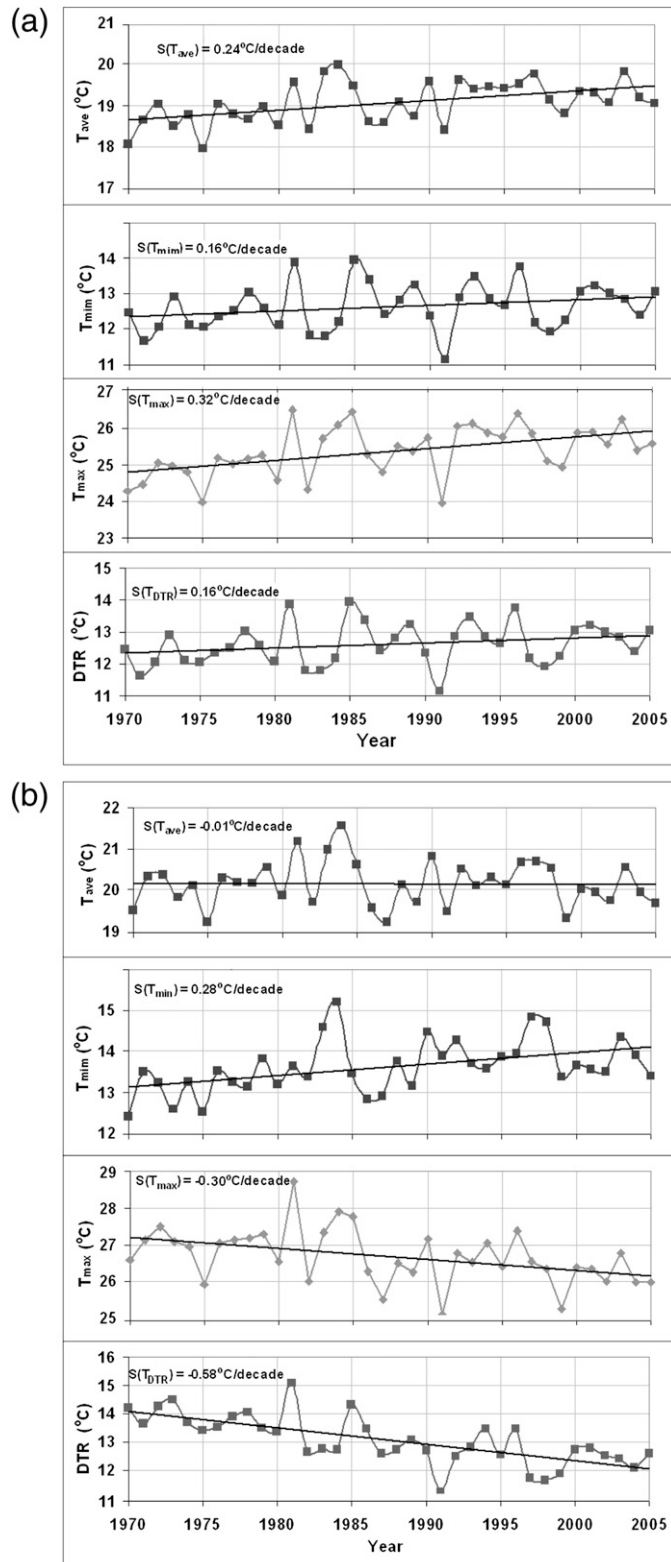 (a)
S(Tave) = 0.24°C/decade
Tave (°C)
21
20
19
18
17
S(Tmim) = 0.16°C/decade
Tmim (°C)
14
13
12
11
S(Tmax) = 0.32°C/decade
Tmax (°C)
27
26
25
24
23
S(TDTR) = 0.16°C/decade
DTR (°C)
15
14
13
12
11
1970 1975 1980 1985 1990 1995 2000 2005
Year
(b)
S(Tave) = -0.01°C/decade
Tave (°C)
22
21
20
19
S(Tmin) = 0.28°C/decade
Tmim (°C)
15
14
13
12
S(Tmax) = -0.30°C/decade
Tmax (°C)
29
28
27
26
25
S(TDTR) = -0.58°C/decade
DTR (°C)
16
15
14
13
12
11
1970 1975 1980 1985 1990 1995 2000 2005
Year